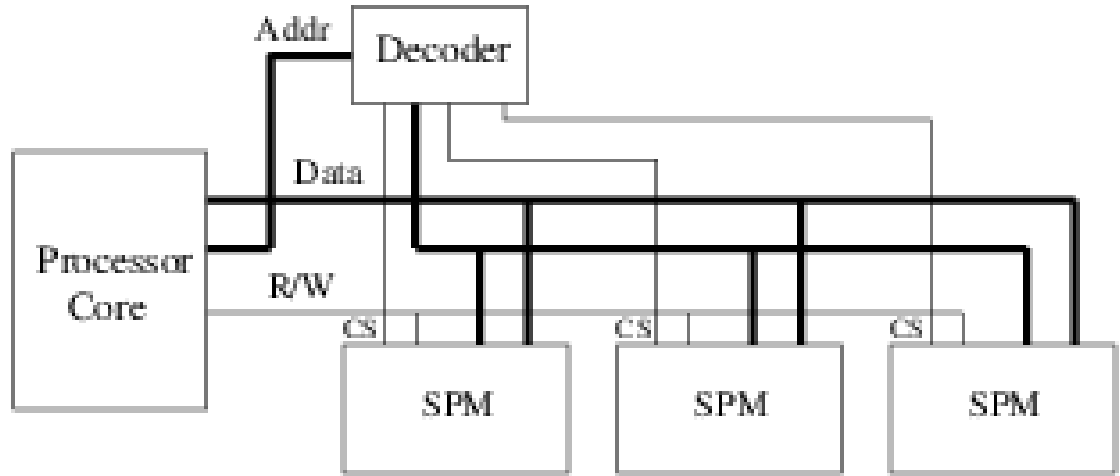 Addr
Decoder
Data
Processor
Core
R/W
CS
CS
CS
SPM
SPM
SPM